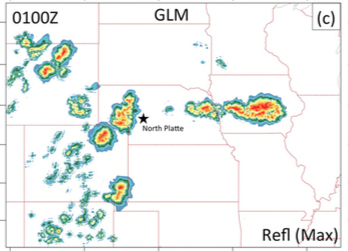 0100Z GLM (c)
North Platte
Refl (Max)